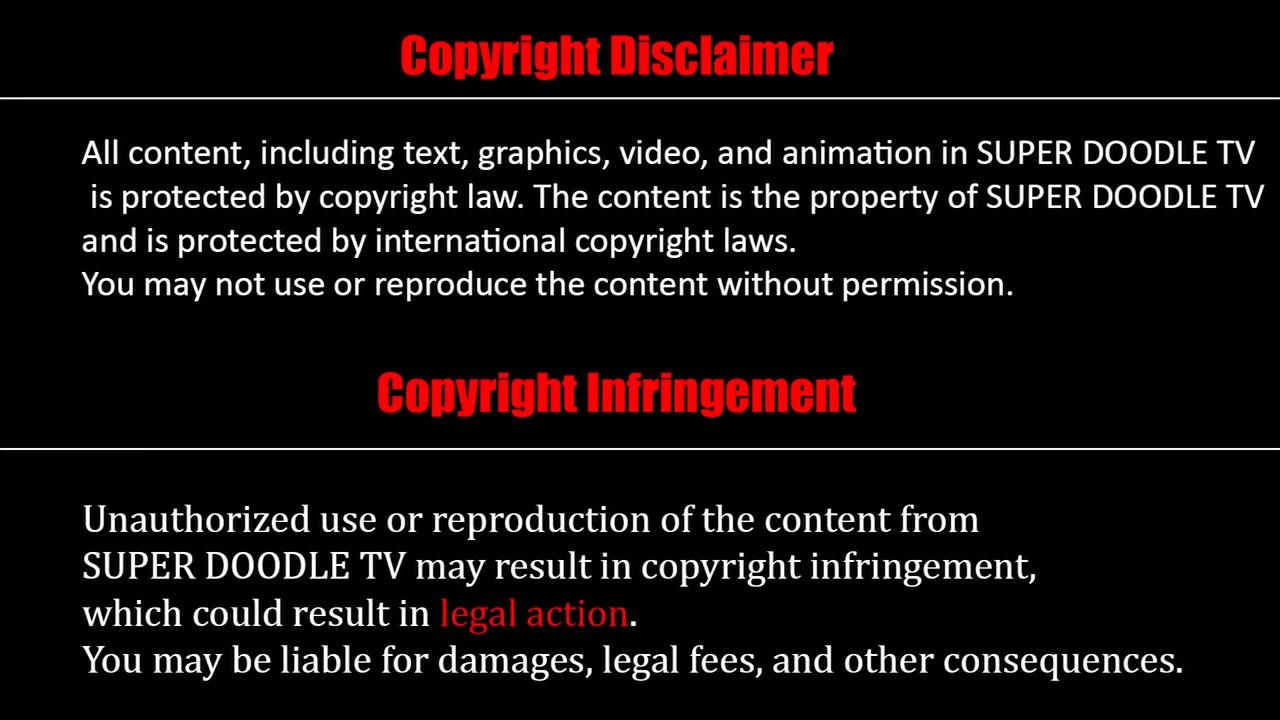 Copyright Disclaimer
All content, including text, graphics, video, and animation in SUPER DOODLE TV
is protected by copyright law. The content is the property of SUPER DOODLE TV
and is protected by international copyright laws.
You may not use or reproduce the content without permission.
Copyright Infringement
Unauthorized use or reproduction of the content from
SUPER DOODLE TV may result in copyright infringement,
which could result in legal action.
You may be liable for damages, legal fees, and other consequences.